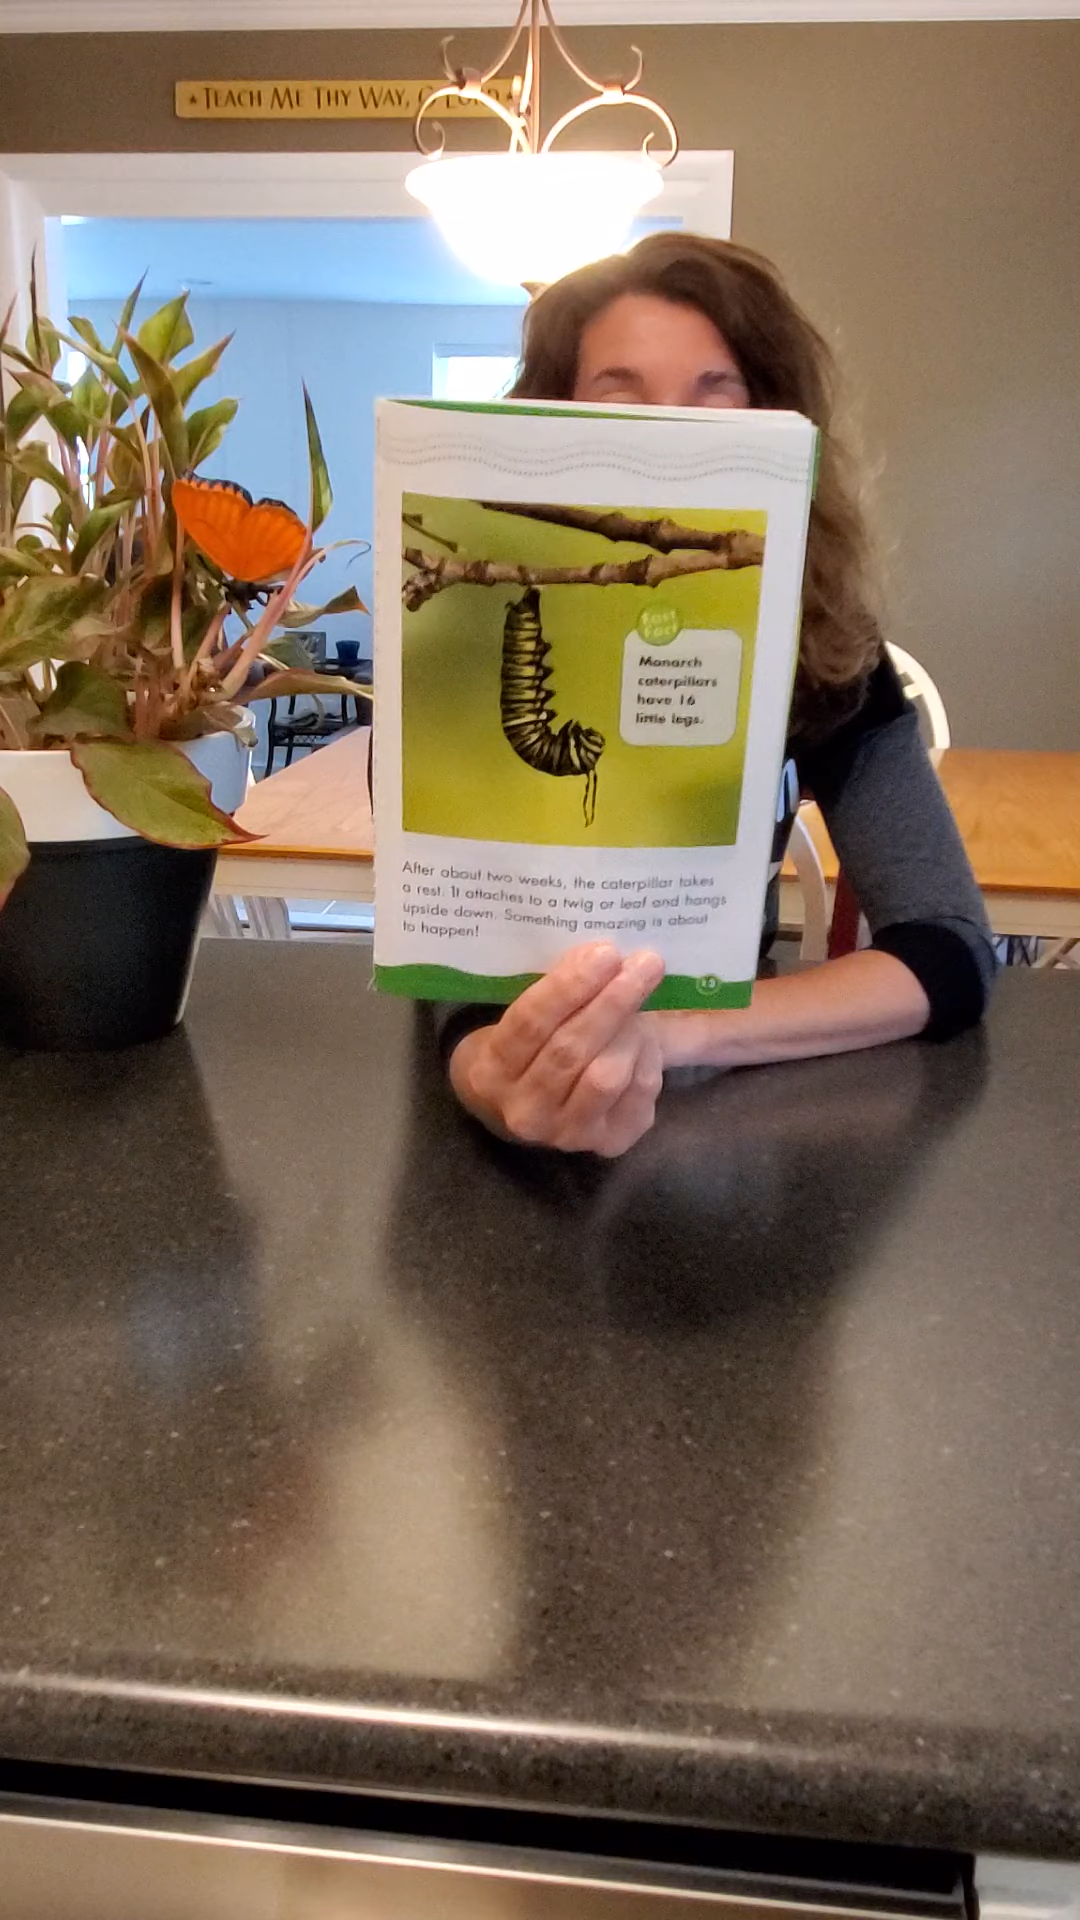 TEACH ME THY WAY, O LORD
Fast
Fact
Monarch
caterpillars
have 16
little legs.
After about two weeks, the caterpillar takes
a rest. It attaches to a twig or leaf and hangs
upside down. Something amazing is about
to happen!